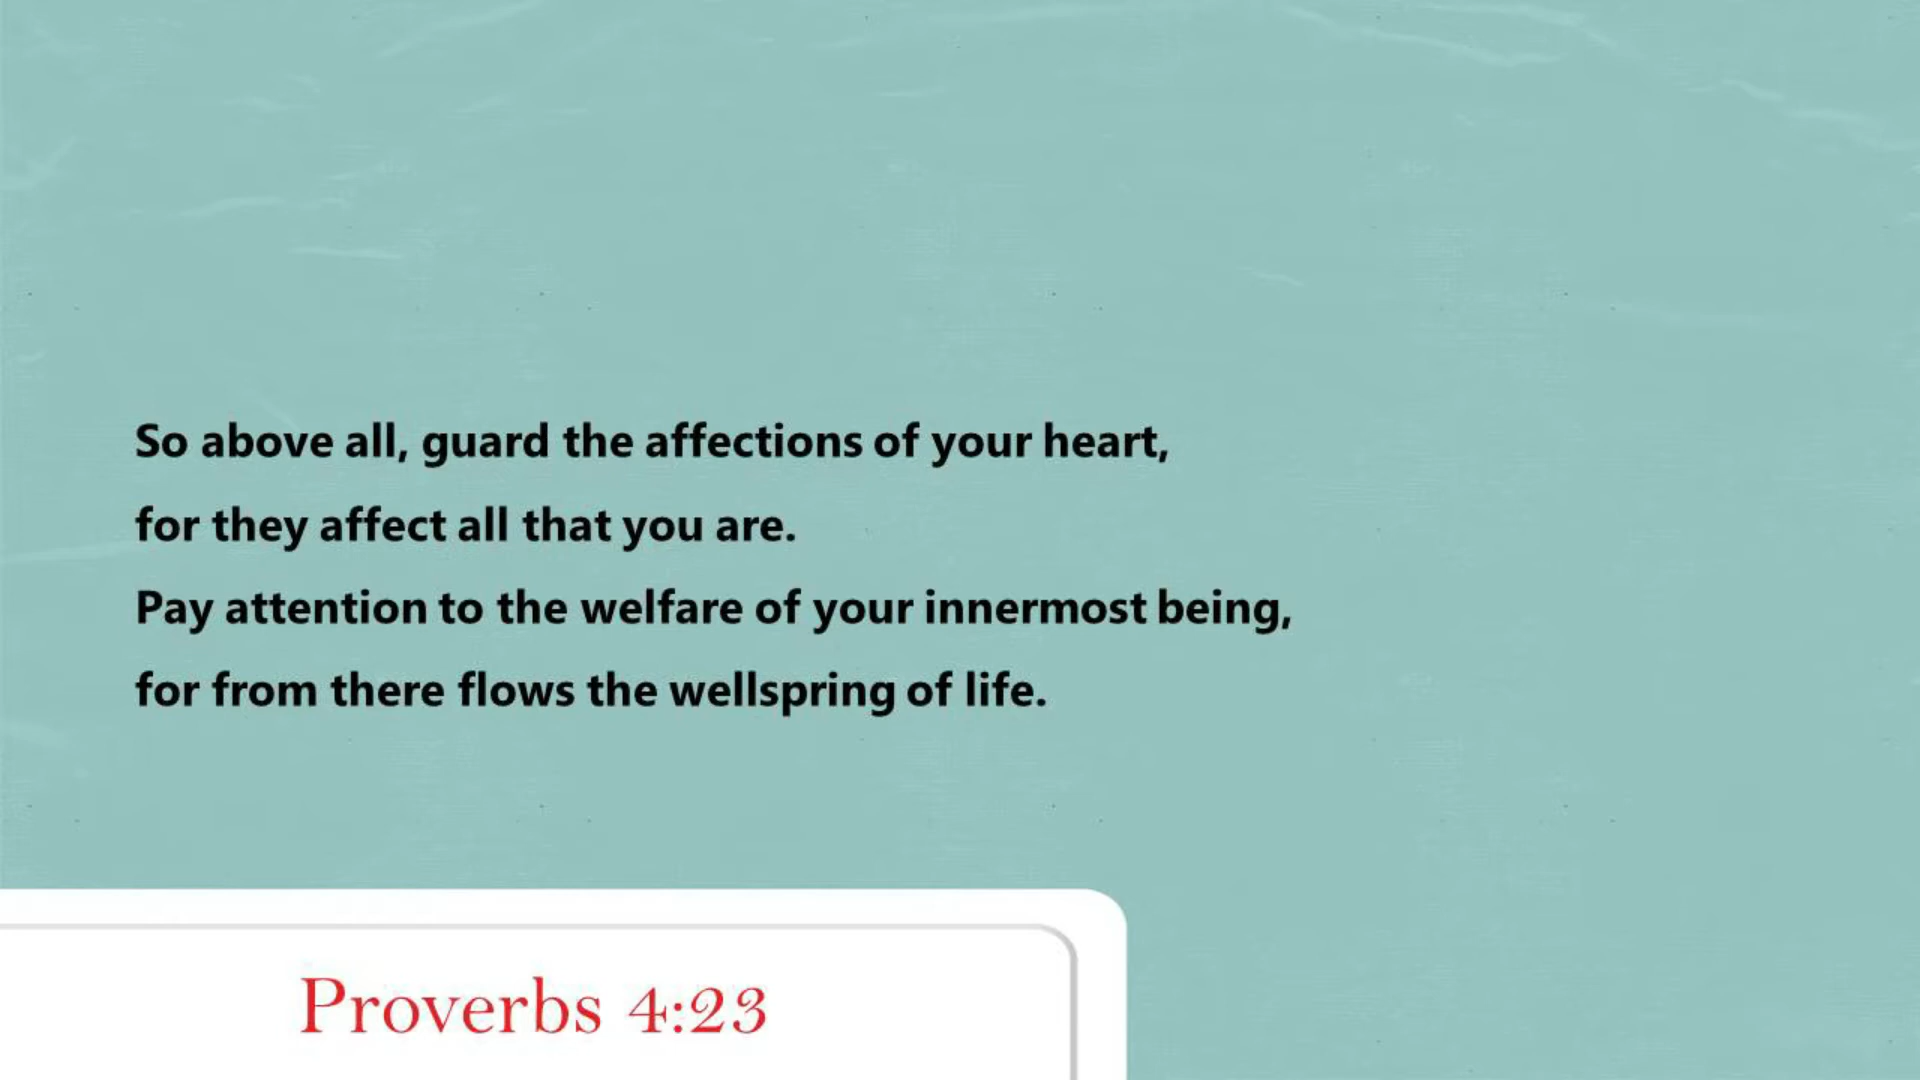 So above all, guard the affections of your heart,
for they affect all that you are.
Pay attention to the welfare of your innermost being,
for from there flows the wellspring of life.
Proverbs 4:23